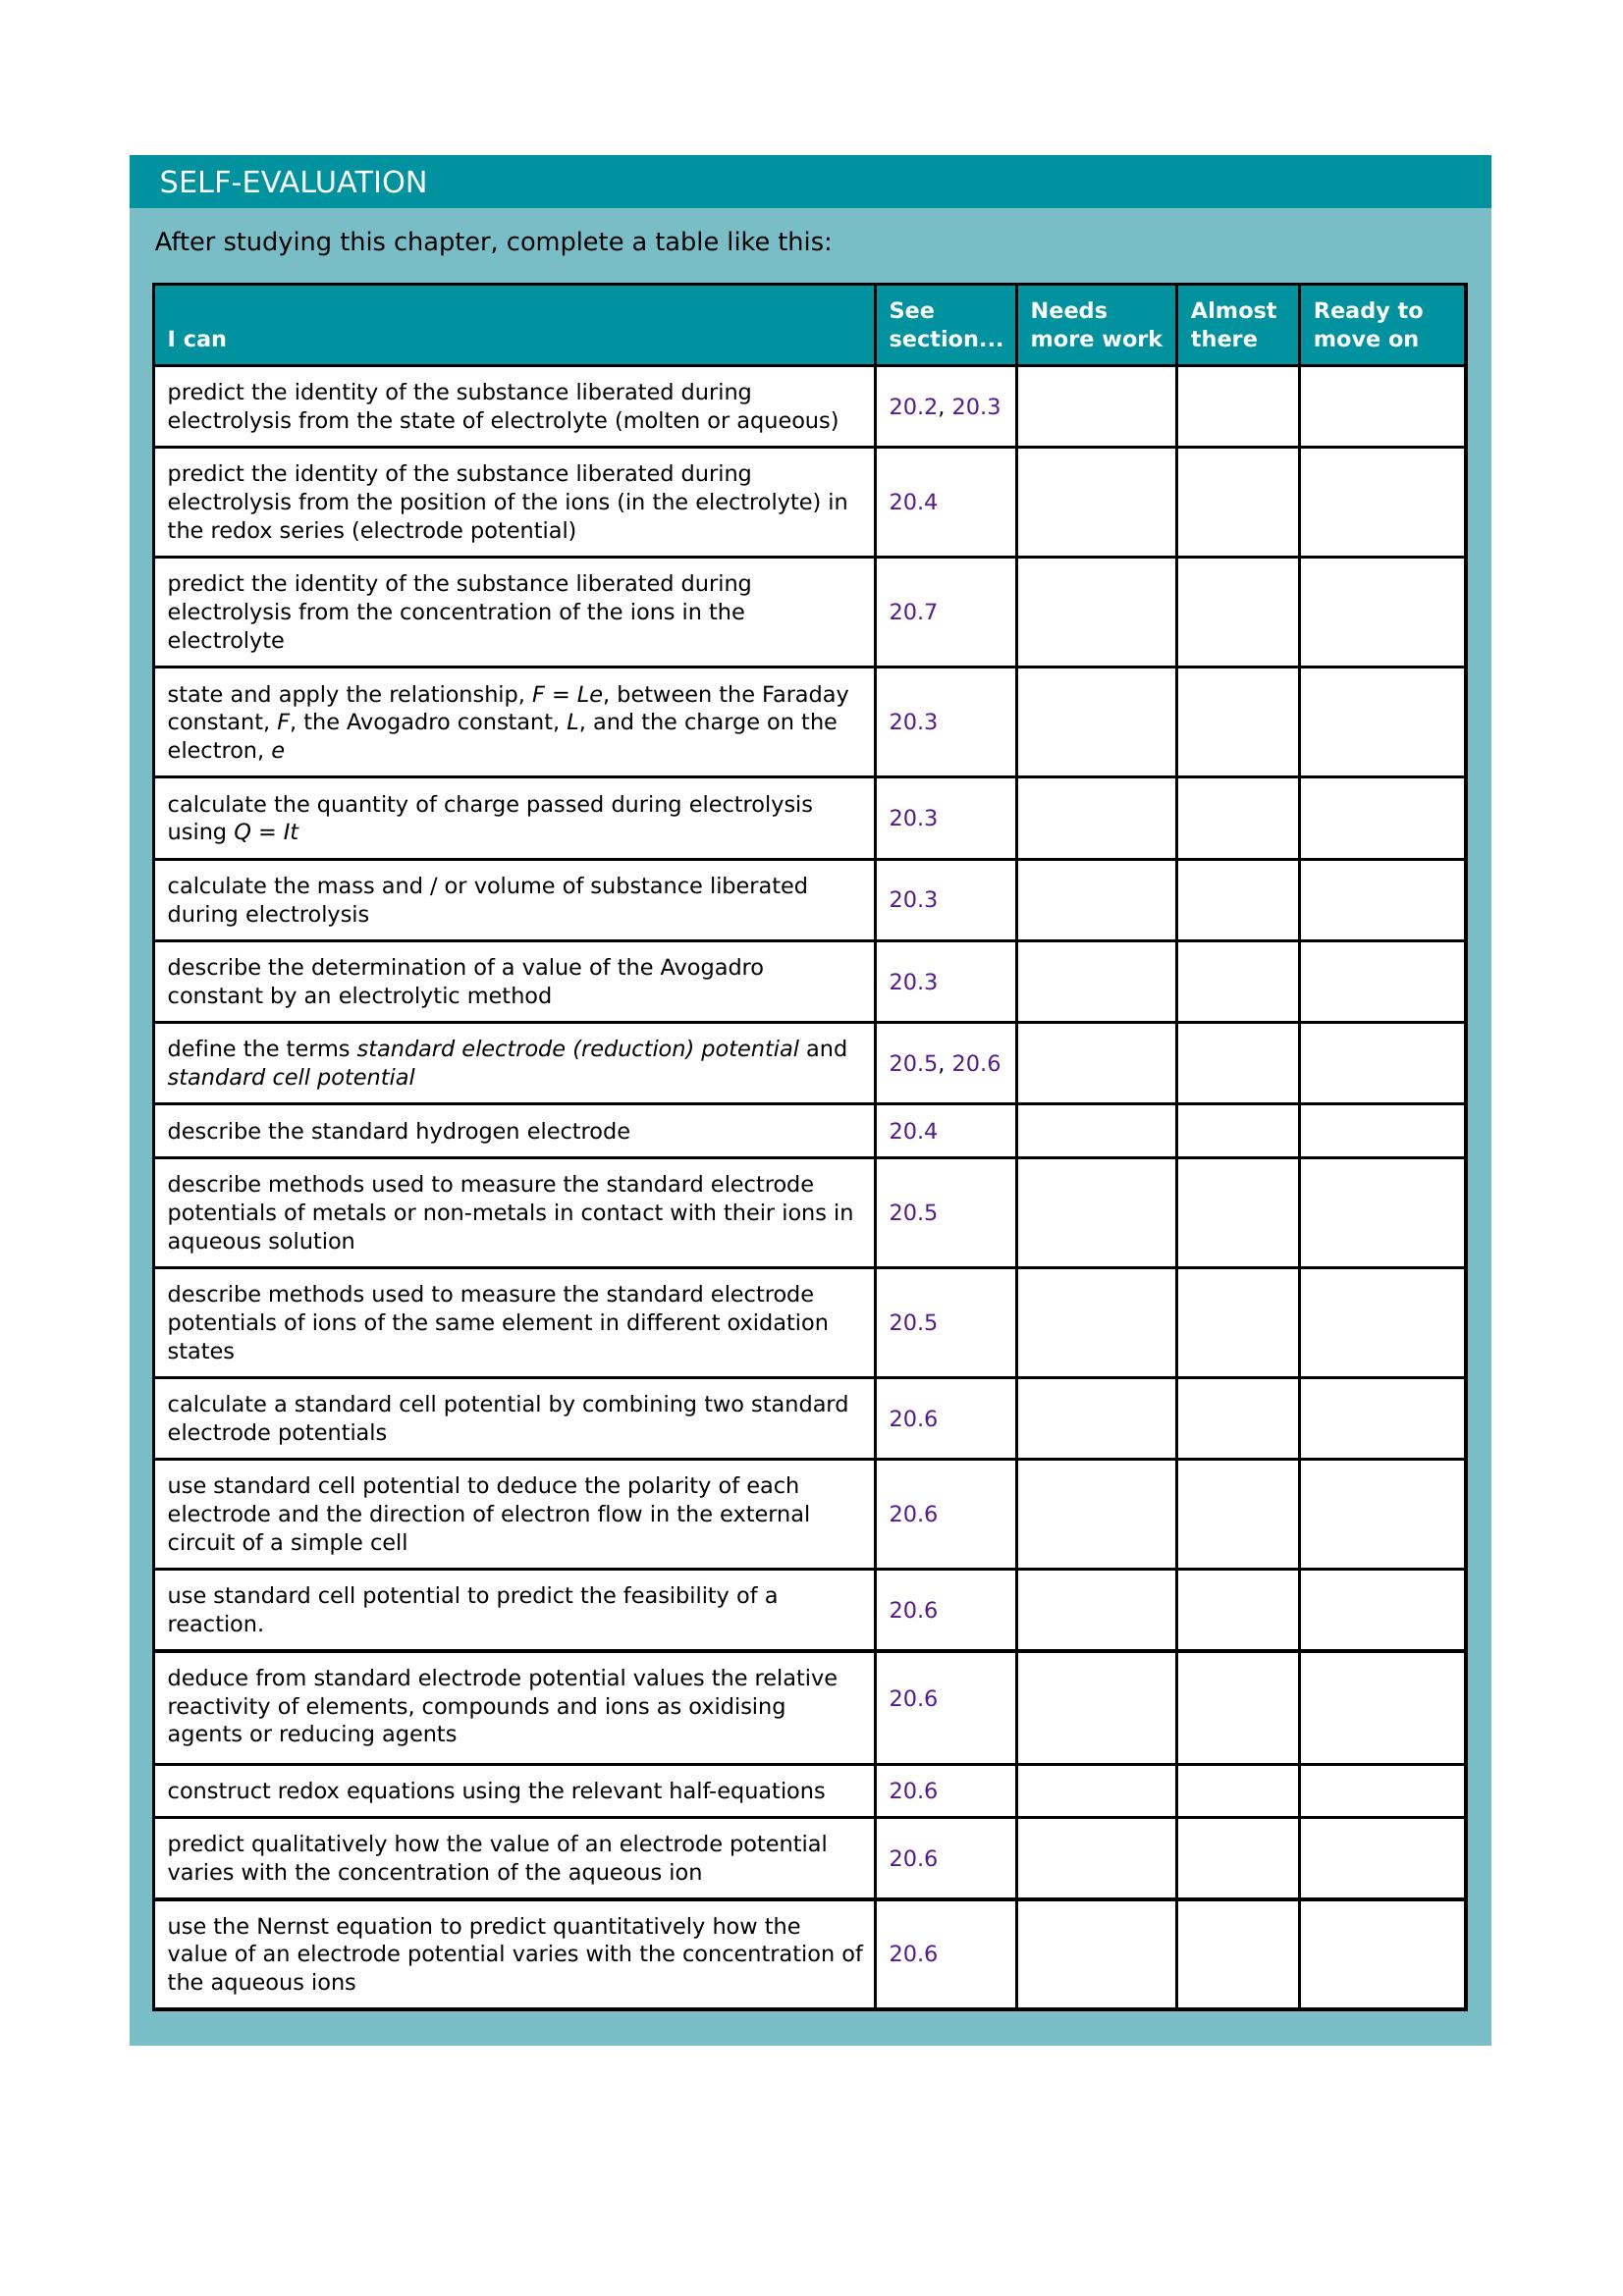 SELF-EVALUATION
After studying this chapter, complete a table like this:
I can
See
section...
Needs
more work
Almost
there
Ready to
move on
predict the identity of the substance liberated during
electrolysis from the state of electrolyte (molten or aqueous)
20.2, 20.3
predict the identity of the substance liberated during
electrolysis from the position of the ions (in the electrolyte) in
the redox series (electrode potential)
20.4
predict the identity of the substance liberated during
electrolysis from the concentration of the ions in the
electrolyte
20.7
state and apply the relationship, F = Le, between the Faraday
constant, F, the Avogadro constant, L, and the charge on the
electron, e
20.3
calculate the quantity of charge passed during electrolysis
using Q = It
20.3
calculate the mass and / or volume of substance liberated
during electrolysis
20.3
describe the determination of a value of the Avogadro
constant by an electrolytic method
20.3
define the terms standard electrode (reduction) potential and
standard cell potential
20.5, 20.6
describe the standard hydrogen electrode
20.4
describe methods used to measure the standard electrode
potentials of metals or non-metals in contact with their ions in
aqueous solution
20.5
describe methods used to measure the standard electrode
potentials of ions of the same element in different oxidation
states
20.5
calculate a standard cell potential by combining two standard
electrode potentials
20.6
use standard cell potential to deduce the polarity of each
electrode and the direction of electron flow in the external
circuit of a simple cell
20.6
use standard cell potential to predict the feasibility of a
reaction.
20.6
deduce from standard electrode potential values the relative
reactivity of elements, compounds and ions as oxidising
agents or reducing agents
20.6
construct redox equations using the relevant half-equations
20.6
predict qualitatively how the value of an electrode potential
varies with the concentration of the aqueous ion
20.6
use the Nernst equation to predict quantitatively how the
value of an electrode potential varies with the concentration of
the aqueous ions
20.6